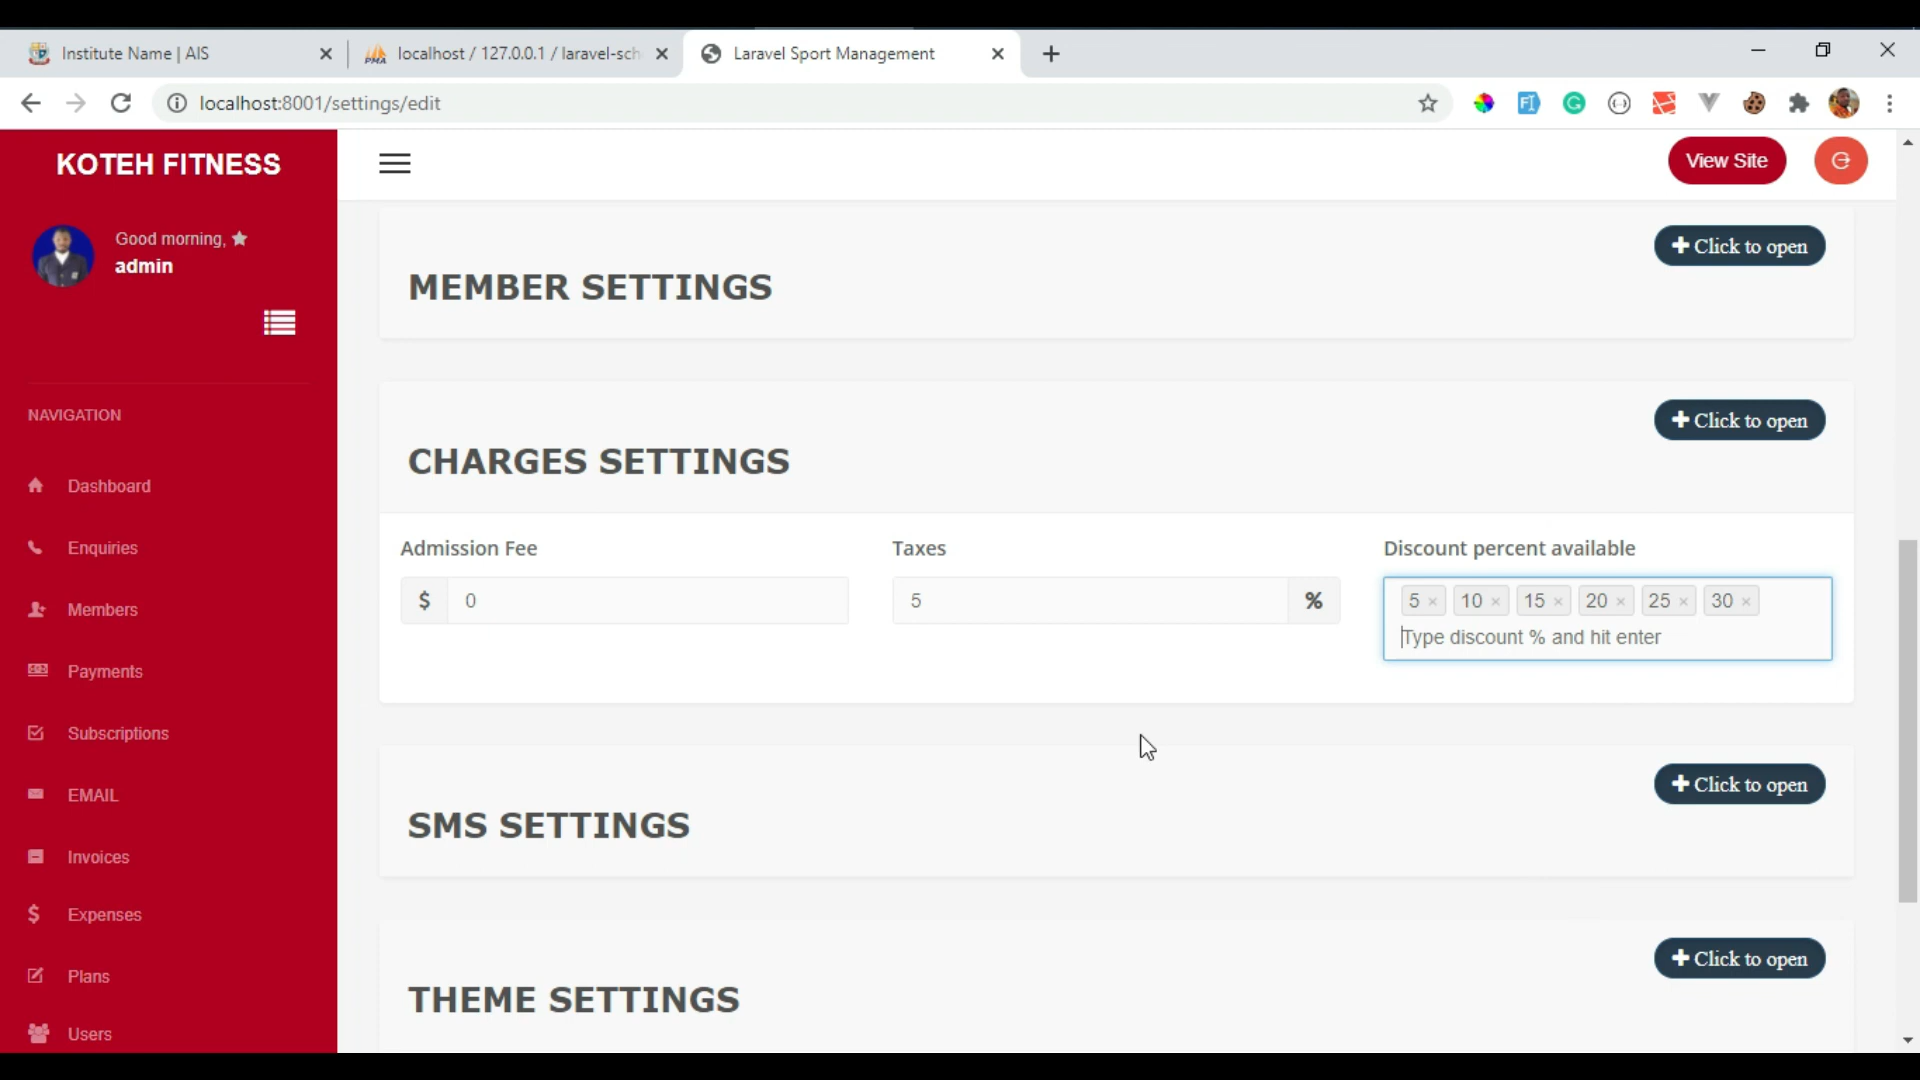 Institute Name | AIS
localhost / 127.0.0.1 / laravel-sch
Laravel Sport Management
localhost:8001/settings/edit
KOTEH FITNESS
View Site
Good morning,
admin
NAVIGATION
Dashboard
Enquiries
Members
Payments
Subscriptions
EMAIL
Invoices
Expenses
Plans
Users
Click to open
MEMBER SETTINGS
Click to open
CHARGES SETTINGS
Admission Fee
$ 0
Taxes
5 %
Discount percent available
5 × 10 × 15 × 20 × 25 × 30 ×
Type discount % and hit enter
Click to open
SMS SETTINGS
Click to open
THEME SETTINGS